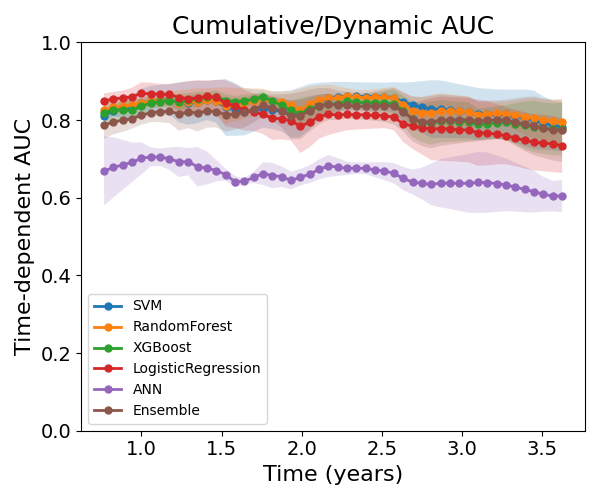 Cumulative/Dynamic AUC
Time-dependent AUC
1.0
0.8
0.6
0.4
0.2
0.0
SVM
RandomForest
XGBoost
LogisticRegression
ANN
Ensemble
1.0 1.5 2.0 2.5 3.0 3.5
Time (years)